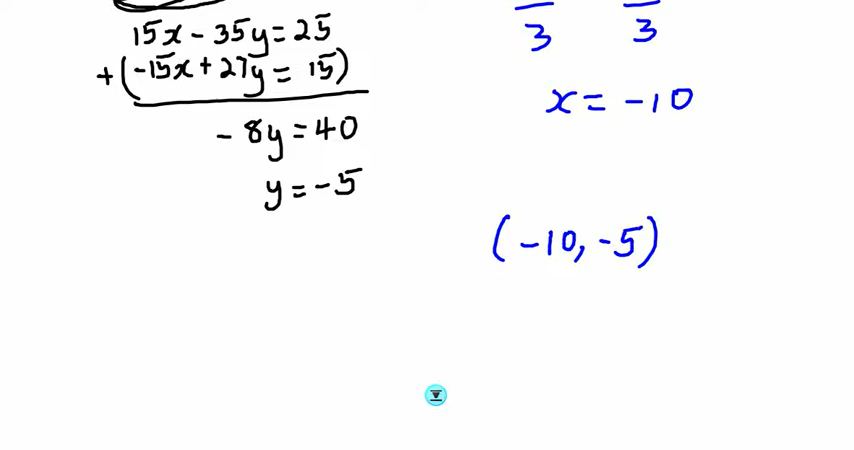 15x - 35y = 25
+(-15x + 27y = 15)
-8y = 40
y = -5
3 3
x = -10
(-10, -5)